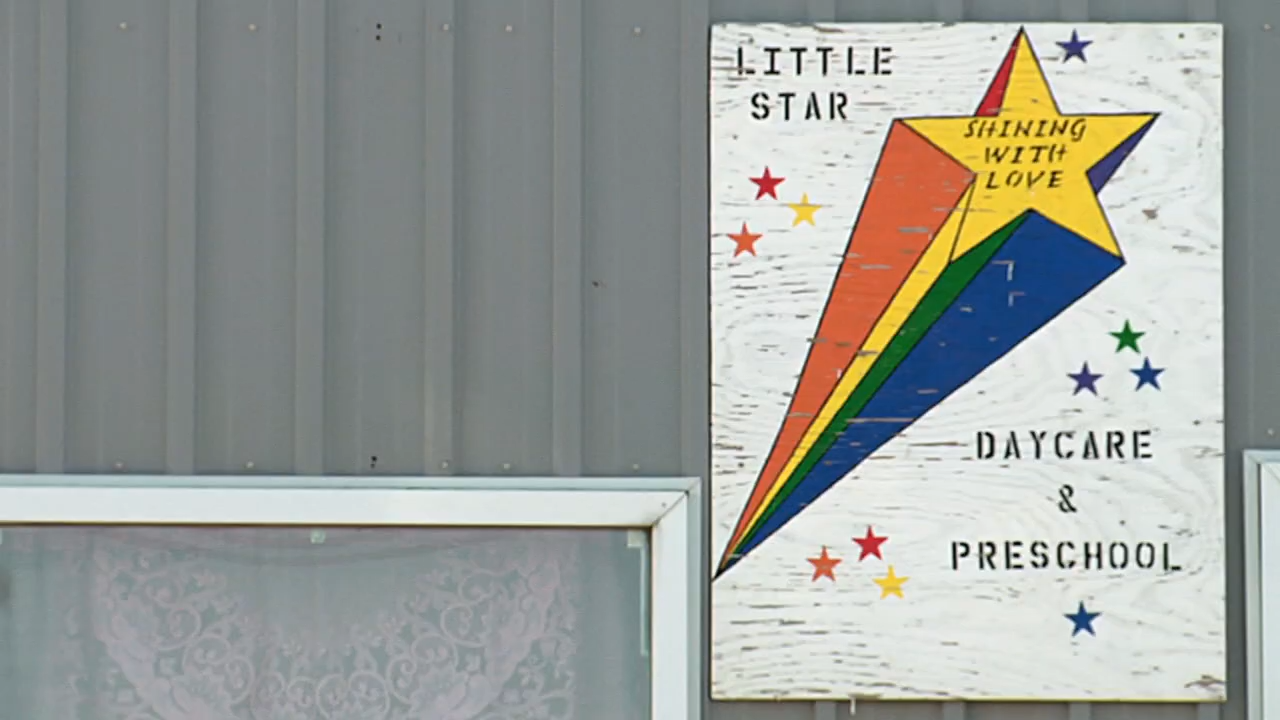 LITTLE
STAR
SHINING
WITH
LOVE
DAYCARE
&
PRESCHOOL